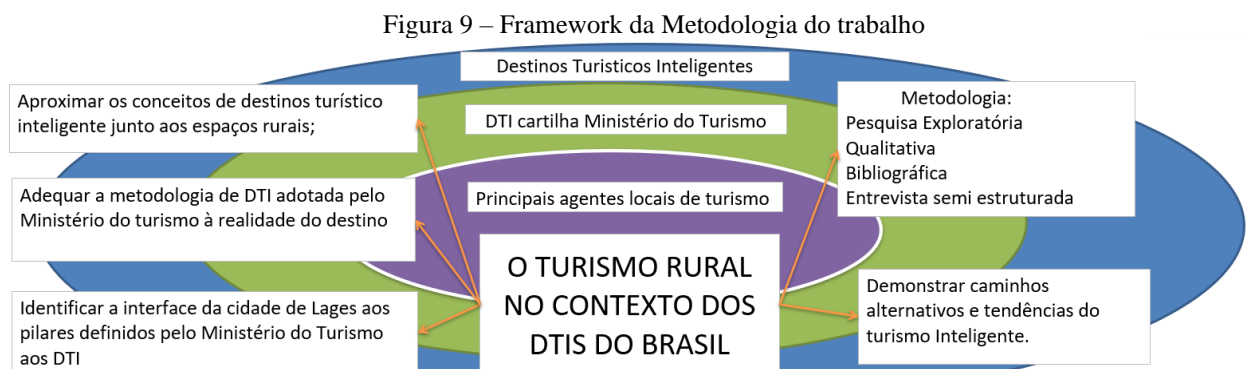 Figura 9 – Framework da Metodologia do trabalho
Destinos Turisticos Inteligentes
Aproximar os conceitos de destinos turístico
inteligente junto aos espaços rurais;
DTI cartilha Ministério do Turismo
Metodologia:
Pesquisa Exploratória
Qualitativa
Bibliográfica
Entrevista semi estruturada
Adequar a metodologia de DTI adotada pelo
Ministério do turismo à realidade do destino
Principais agentes locais de turismo
O TURISMO RURAL
NO CONTEXTO DOS
DTIS DO BRASIL
Identificar a interface da cidade de Lages aos
pilares definidos pelo Ministério do Turismo
aos DTI
Demonstrar caminhos
alternativos e tendências do
turismo Inteligente.